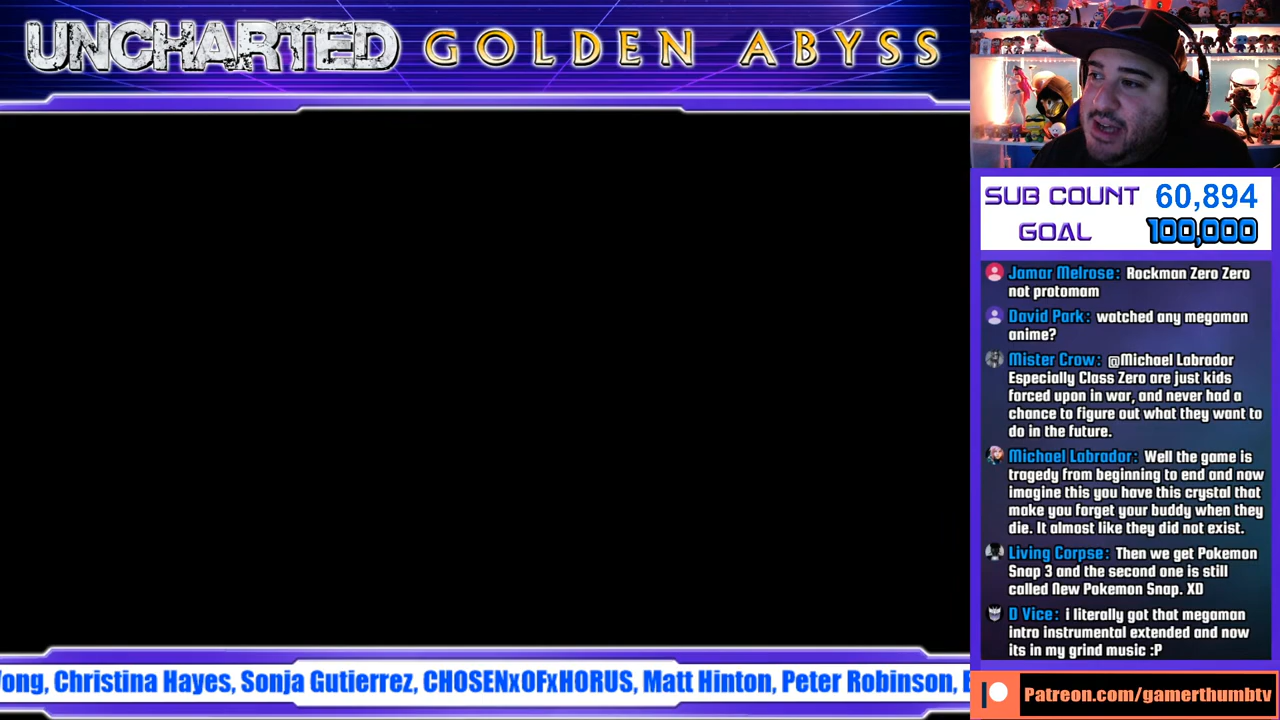 UNCHARTED GOLDEN ABYSS
SUB COUNT 60,894
GOAL 100,000
Jamar Melrose: Rockman Zero Zero
not protomam
David Park: watched any megaman
anime?
Mister Crow: @Michael Labrador
Especially Class Zero are just kids
forced upon in war, and never had a
chance to figure out what they want to
do in the future.
Michael Labrador: Well the game is
tragedy from beginning to end and now
imagine this you have this crystal that
make you forget your buddy when they
die. It almost like they did not exist.
Living Corpse: Then we get Pokemon
Snap 3 and the second one is still
called New Pokemon Snap. XD
D Vice: i literally got that megaman
intro instrumental extended and now
its in my grind music :P
ong, Christina Hayes, Sonja Gutierrez, CHOSENxOFxHORUS, Matt Hinton, Peter Robinson,
Patreon.com/gamerthumbtv